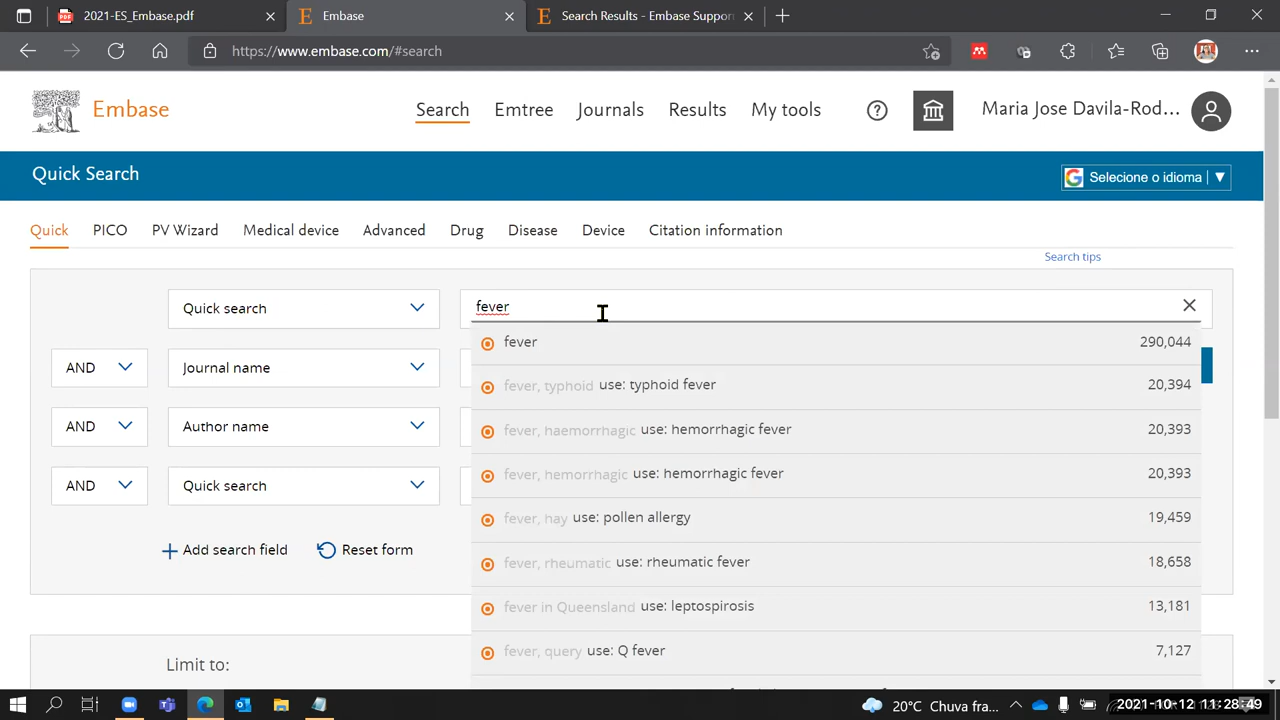 2021-ES_Embase.pdf
Embase
Search Results - Embase Support
https://www.embase.com/#search
Embase
Search
Emtree
Journals
Results
My tools
Maria Jose Davila-Rod...
Quick Search
Selecione o idioma
Quick
PICO
PV Wizard
Medical device
Advanced
Drug
Disease
Device
Citation information
Search tips
Quick search
fever
fever 290,044
AND
Journal name
fever, typhoid use: typhoid fever 20,394
AND
Author name
fever, haemorrhagic use: hemorrhagic fever 20,393
fever, hemorrhagic use: hemorrhagic fever 20,393
AND
Quick search
fever, hay use: pollen allergy 19,459
Add search field
Reset form
fever, rheumatic use: rheumatic fever 18,658
fever in Queensland use: leptospirosis 13,181
fever, query use: Q fever 7,127
Limit to:
20°C Chuva fra...
2021-10-12 11:28:49